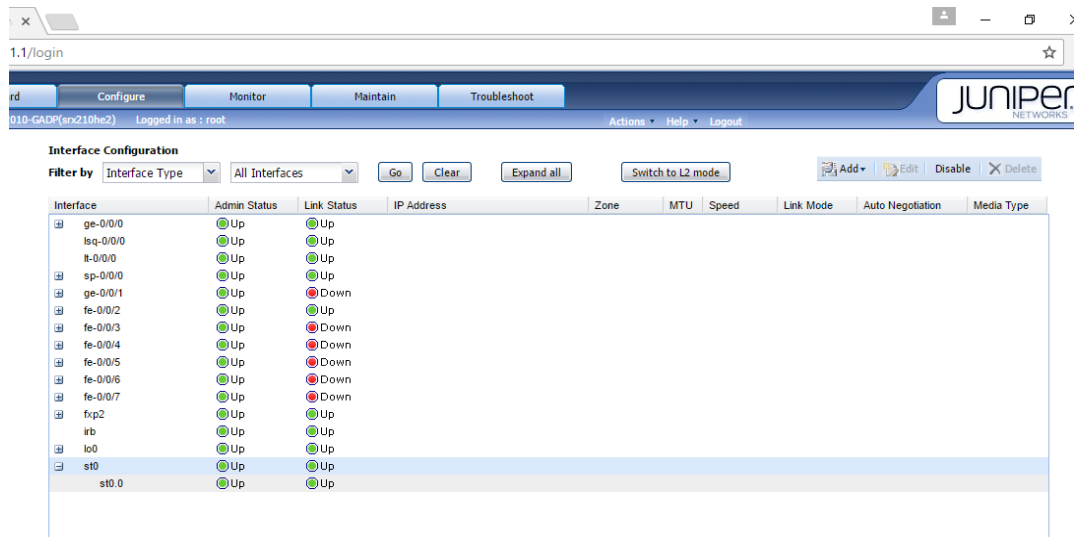 1.1/login
rd Configure Monitor Maintain Troubleshoot
JUNIPER
NETWORKS
010-GADP(srx210he2) Logged in as : root Actions Help Logout
Interface Configuration
Filter by Interface Type All Interfaces Go Clear Expand all Switch to L2 mode Add Edit Disable Delete
Interface Admin Status Link Status IP Address Zone MTU Speed Link Mode Auto Negotiation Media Type
ge-0/0/0 Up Up
lsq-0/0/0 Up Up
lt-0/0/0 Up Up
sp-0/0/0 Up Up
ge-0/0/1 Up Down
fe-0/0/2 Up Up
fe-0/0/3 Up Down
fe-0/0/4 Up Down
fe-0/0/5 Up Down
fe-0/0/6 Up Down
fe-0/0/7 Up Down
fxp2 Up Up
irb Up Up
lo0 Up Up
st0 Up Up
st0.0 Up Up